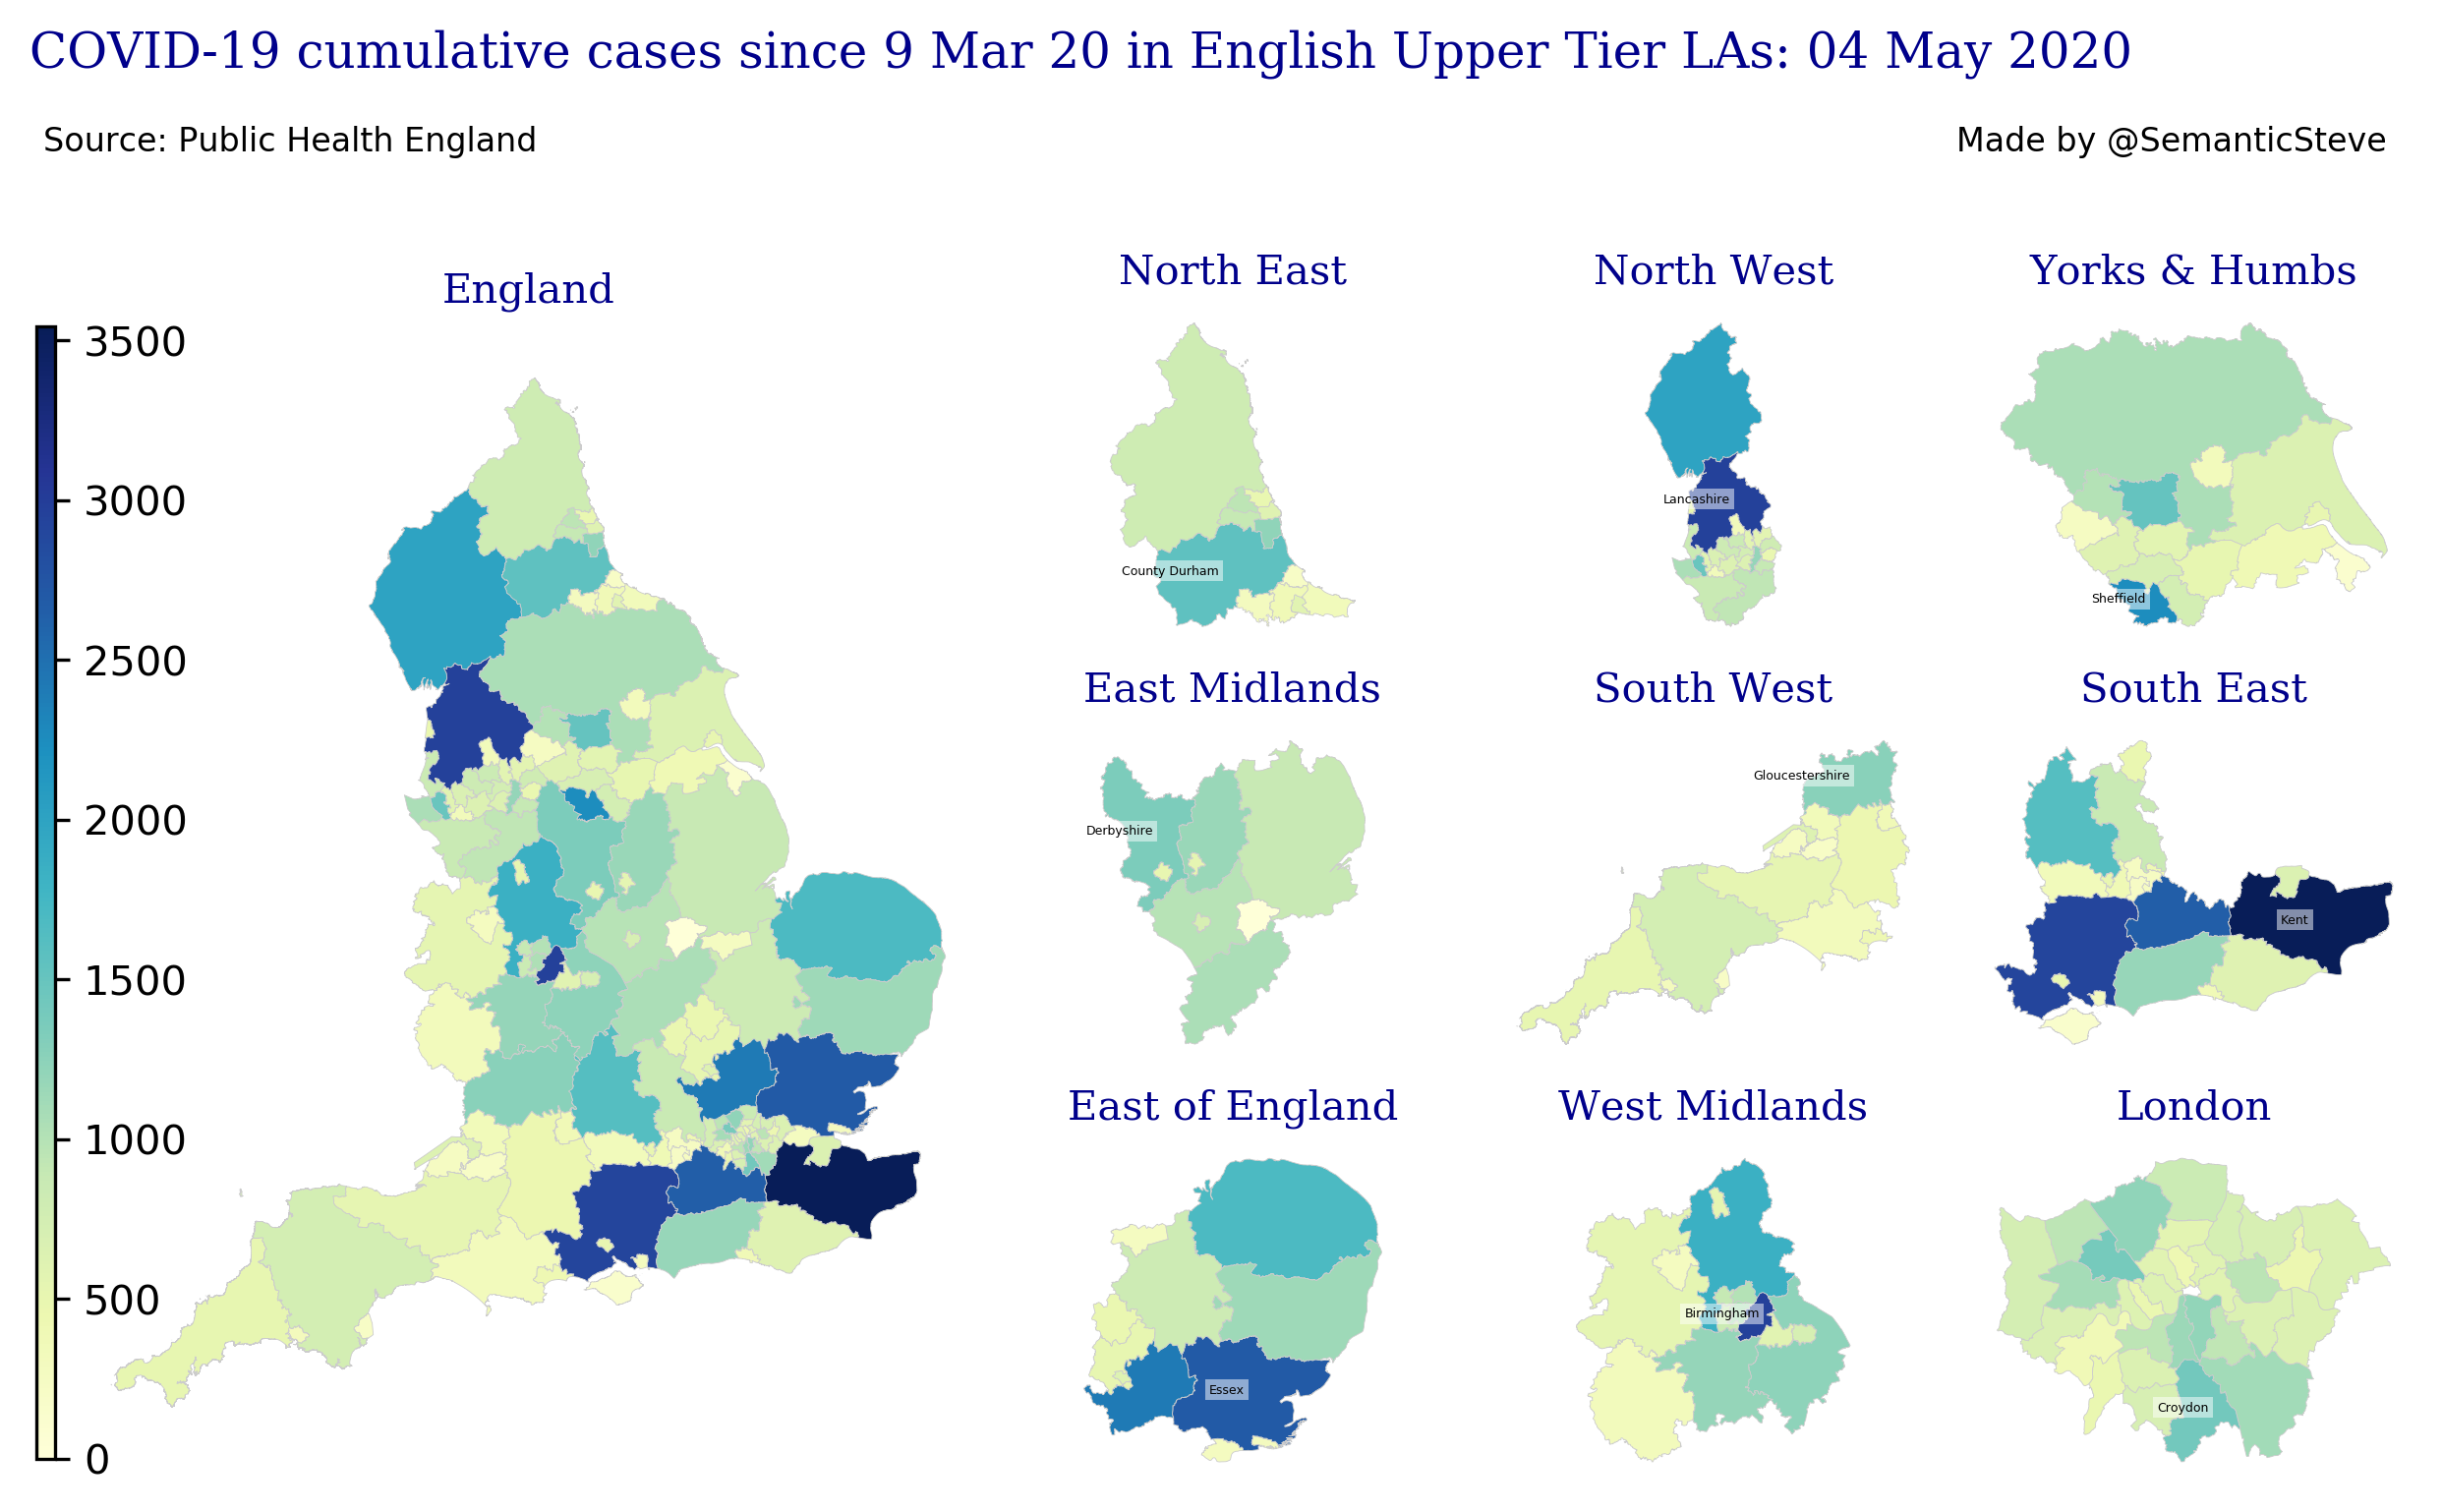 COVID-19 cumulative cases since 9 Mar 20 in English Upper Tier LAs: 04 May 2020
Source: Public Health England
Made by @SemanticSteve
England
3500
3000
2500
2000
1500
1000
500
0
North East
County Durham
North West
Lancashire
Yorks & Humbs
Sheffield
East Midlands
Derbyshire
South West
Gloucestershire
South East
Kent
East of England
Essex
West Midlands
Birmingham
London
Croydon